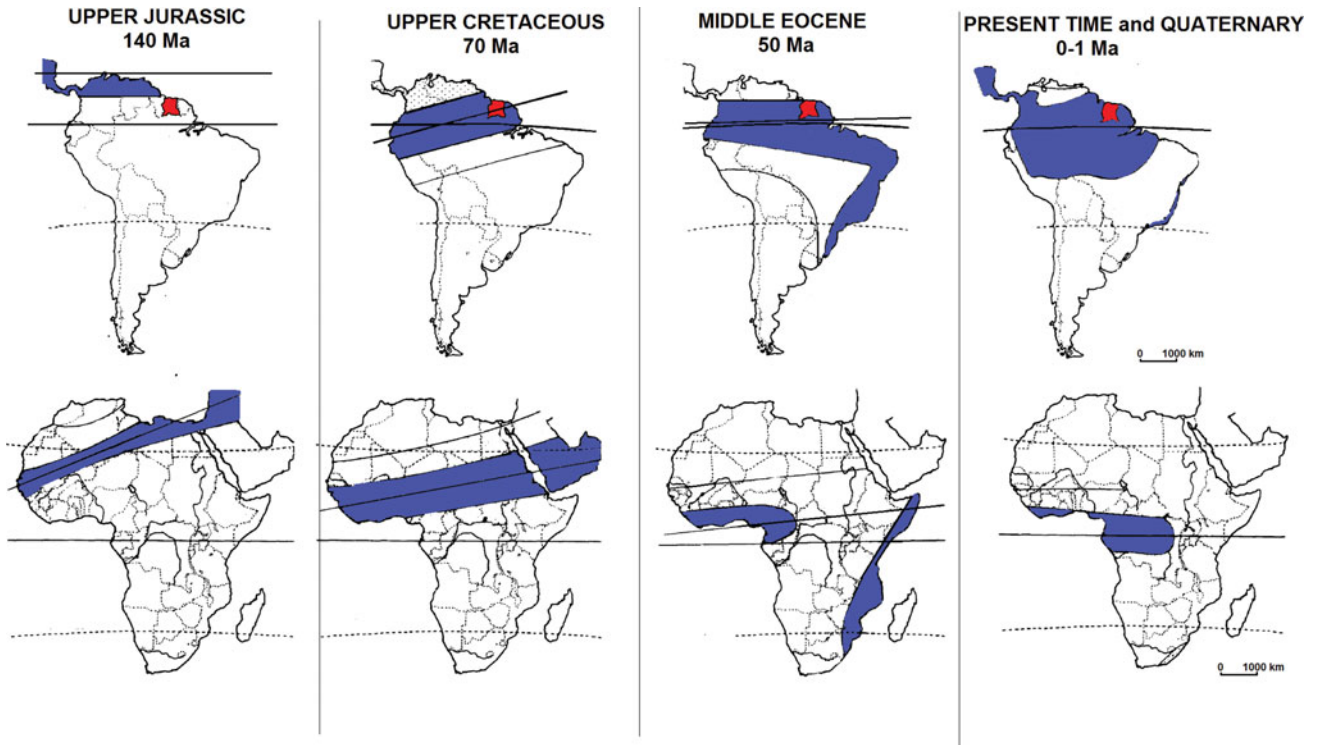 UPPER JURASSIC
140 Ma
UPPER CRETACEOUS
70 Ma
MIDDLE EOCENE
50 Ma
PRESENT TIME and QUATERNARY
0-1 Ma
0 1000 km
0 1000 km